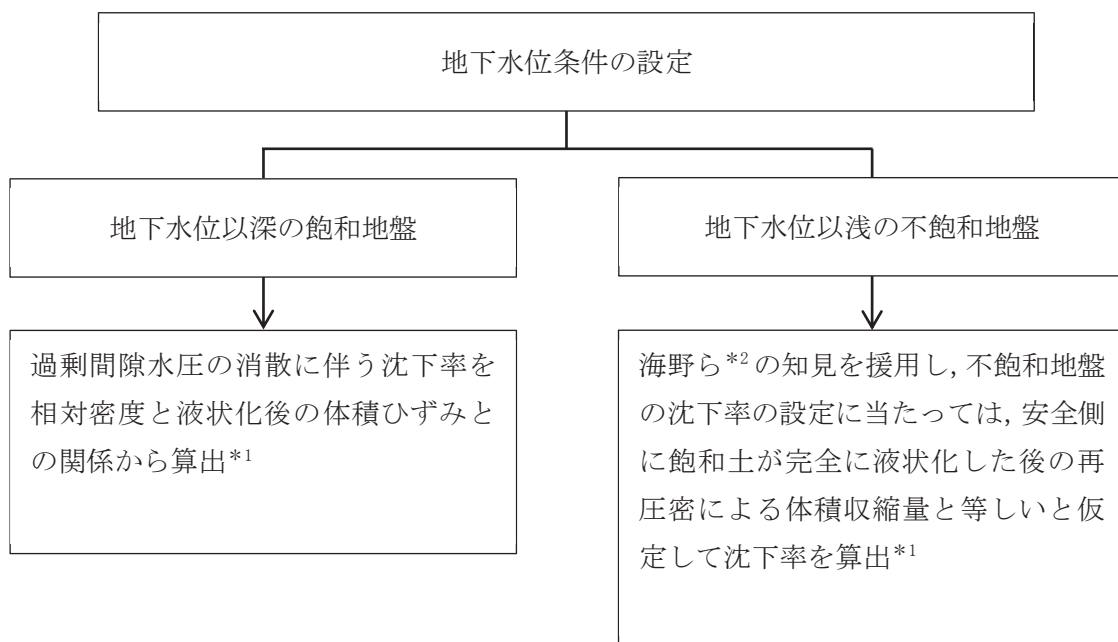 地下水位条件の設定
地下水位以深の飽和地盤
地下水位以浅の不飽和地盤
過剰間隙水圧の消散に伴う沈下率を
相対密度と液状化後の体積ひずみと
の関係から算出*1
海野ら*2の知見を援用し,不飽和地盤
の沈下率の設定に当たっては,安全側
に飽和土が完全に液状化した後の再
圧密による体積収縮量と等しいと仮
定して沈下率を算出*1